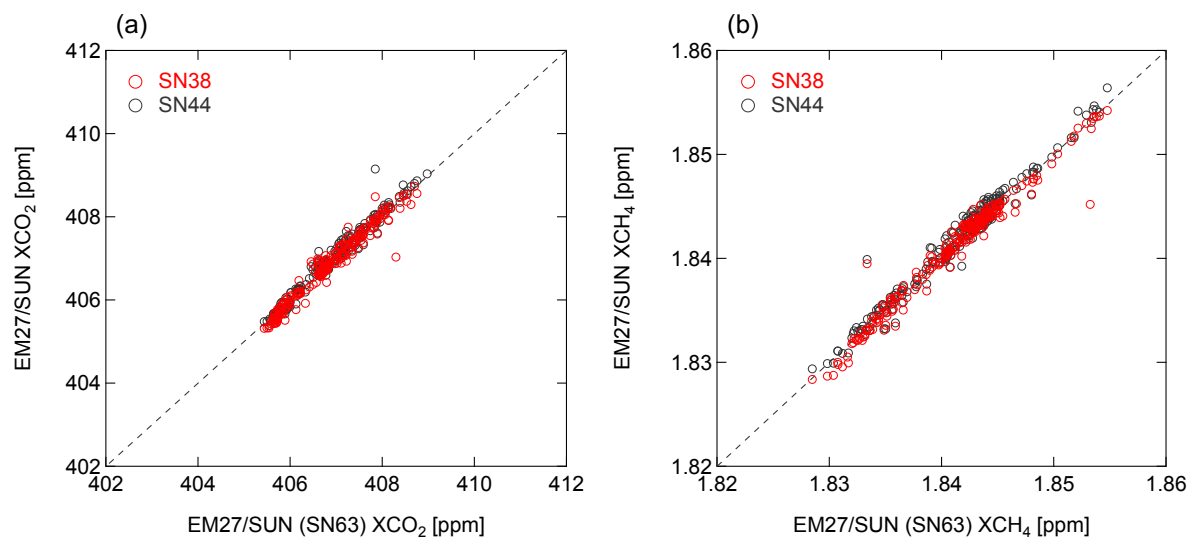 (a)
412
410
408
406
404
402
402
404
406
408
410
412
EM27/SUN XCO₂ [ppm]
EM27/SUN (SN63) XCO₂ [ppm]
SN38
SN44
(b)
1.86
1.85
1.84
1.83
1.82
1.82
1.83
1.84
1.85
1.86
EM27/SUN XCH₄ [ppm]
EM27/SUN (SN63) XCH₄ [ppm]
SN38
SN44